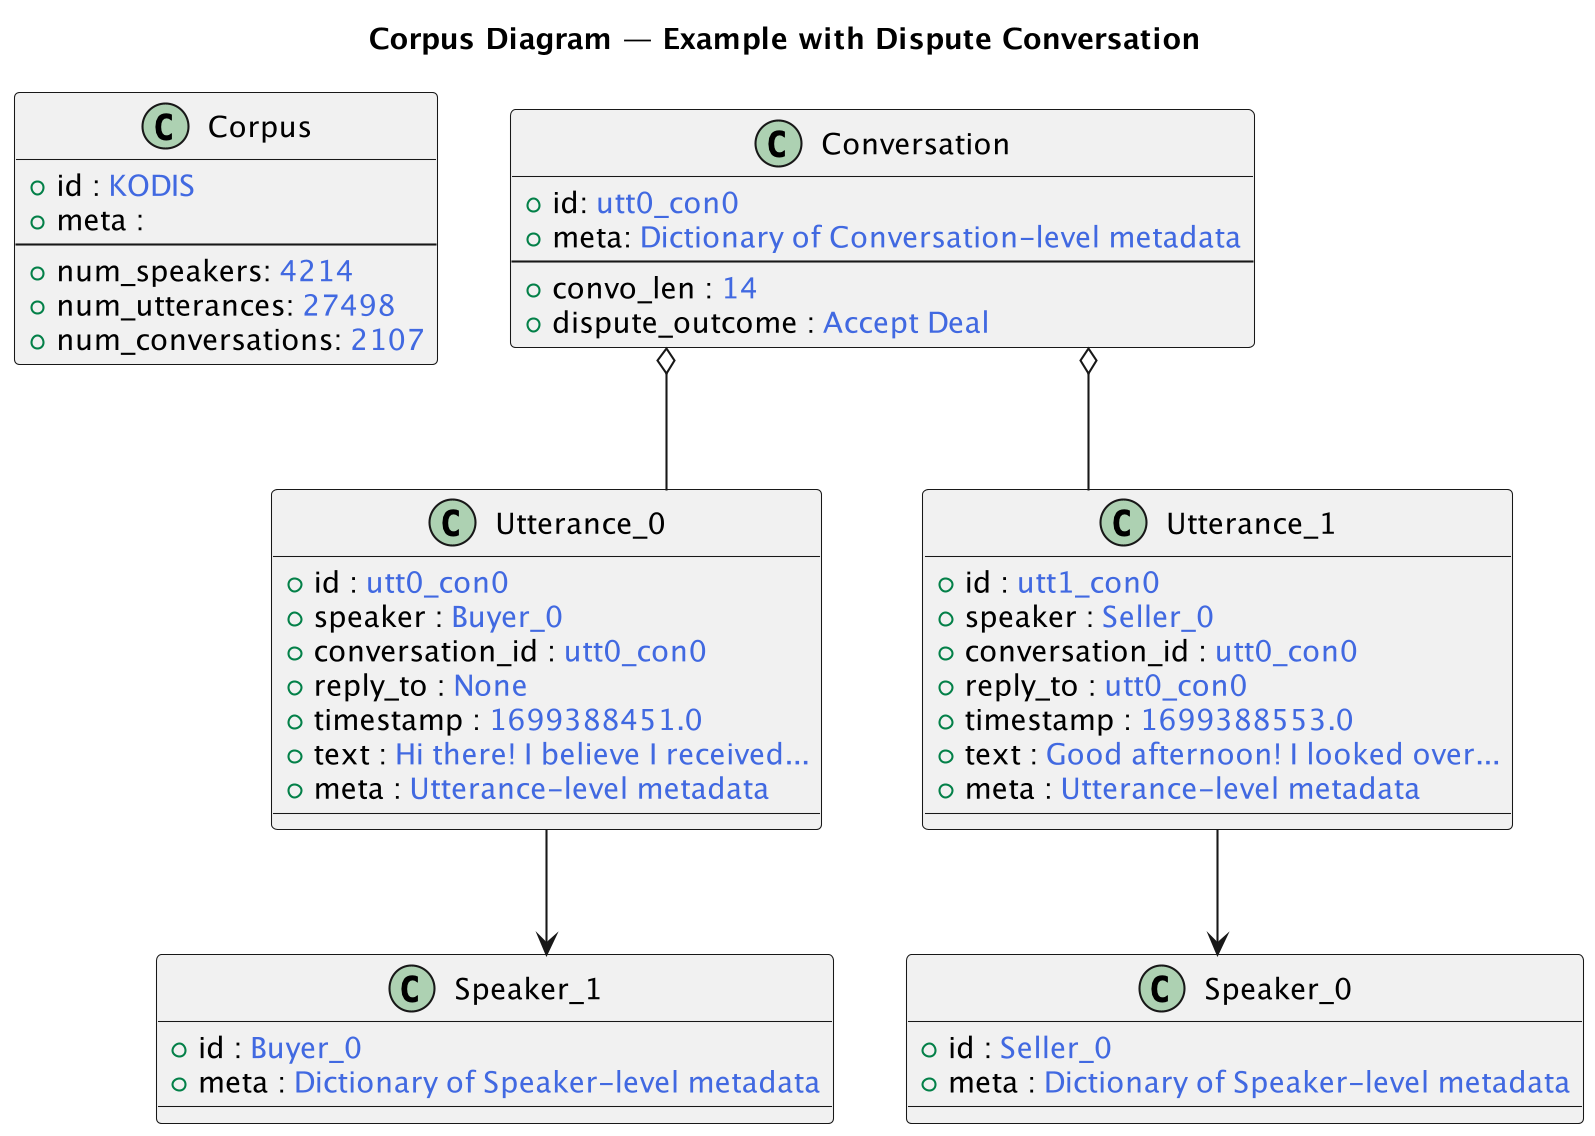 Corpus Diagram — Example with Dispute Conversation
C Corpus
id : KODIS
meta :
num_speakers: 4214
num_utterances: 27498
num_conversations: 2107
C Conversation
id: utt0_con0
meta: Dictionary of Conversation-level metadata
convo_len : 14
dispute_outcome : Accept Deal
C Utterance_0
id : utt0_con0
speaker : Buyer_0
conversation_id : utt0_con0
reply_to : None
timestamp : 1699388451.0
text : Hi there! I believe I received...
meta : Utterance-level metadata
C Utterance_1
id : utt1_con0
speaker : Seller_0
conversation_id : utt0_con0
reply_to : utt0_con0
timestamp : 1699388553.0
text : Good afternoon! I looked over...
meta : Utterance-level metadata
C Speaker_1
id : Buyer_0
meta : Dictionary of Speaker-level metadata
C Speaker_0
id : Seller_0
meta : Dictionary of Speaker-level metadata